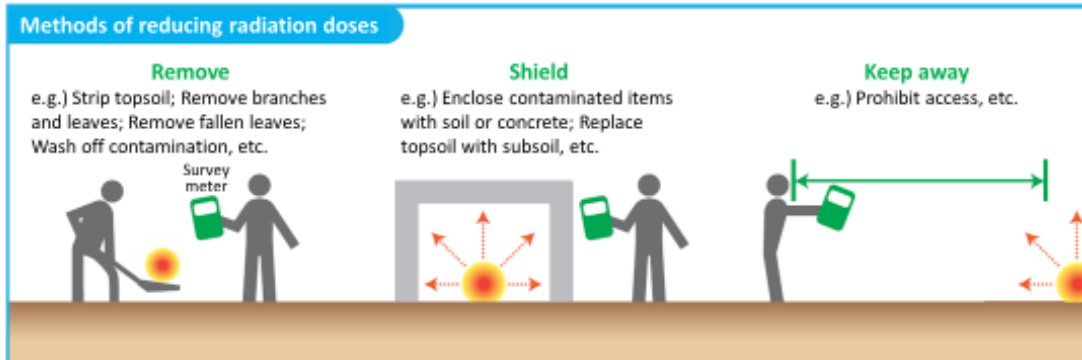 Methods of reducing radiation doses
Remove
e.g.) Strip topsoil; Remove branches
and leaves; Remove fallen leaves;
Wash off contamination, etc.
Survey
meter
Shield
e.g.) Enclose contaminated items
with soil or concrete; Replace
topsoil with subsoil, etc.
Keep away
e.g.) Prohibit access, etc.